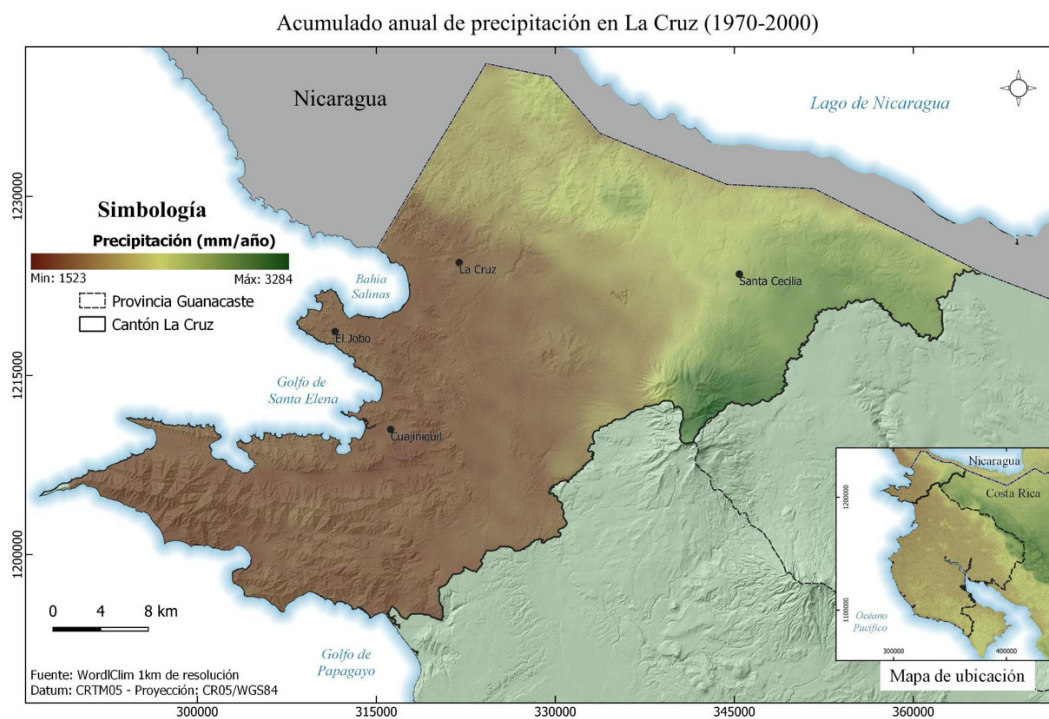 Acumulado anual de precipitación en La Cruz (1970-2000)
Nicaragua
Lago de Nicaragua
1230000
1215000
1200000
Simbología
Precipitación (mm/año)
Min: 1523
Máx: 3284
Provincia Guanacaste
Cantón La Cruz
Bahia
Salinas
La Cruz
Santa Cecilia
El Jobo
Golfo de
Santa Elena
Cuajiniquil
0 4 8 km
Golfo de
Papagayo
Fuente: WordlClim 1km de resolución
Datum: CRTM05 - Proyección: CR05/WGS84
Nicaragua
Costa Rica
1200000
1100000
Océano
Pacífico
300000
400000
Mapa de ubicación
300000
315000
330000
345000
360000